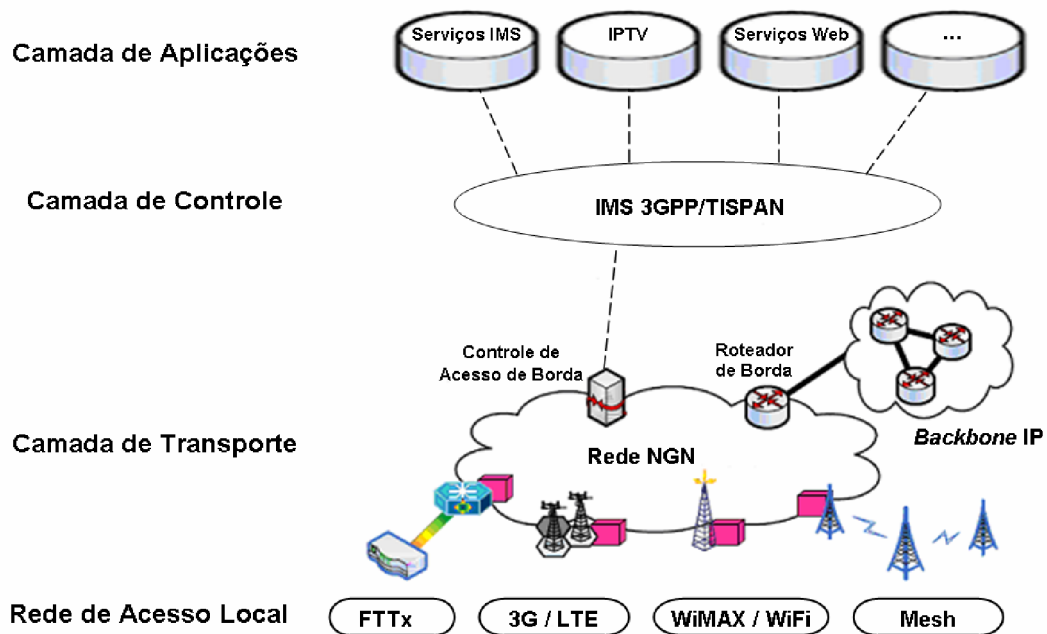 Camada de Aplicações
Serviços IMS
IPTV
Serviços Web
...
Camada de Controle
IMS 3GPP/TISPAN
Controle de
Acesso de Borda
Roteador
de Borda
Camada de Transporte
Rede NGN
Backbone IP
Rede de Acesso Local
FTTx
3G / LTE
WiMAX / WiFi
Mesh